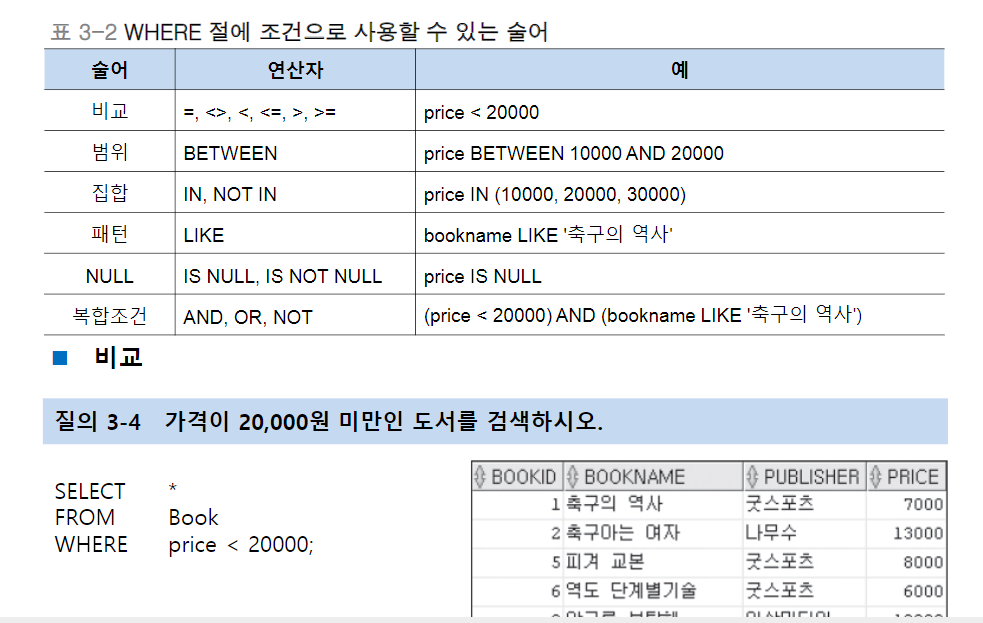 표 3-2 WHERE 절에 조건으로 사용할 수 있는 술어
술어 연산자 예
비교 =, <>, <, <=, >, >= price < 20000
범위 BETWEEN price BETWEEN 10000 AND 20000
집합 IN, NOT IN price IN (10000, 20000, 30000)
패턴 LIKE bookname LIKE '축구의 역사'
NULL IS NULL, IS NOT NULL price IS NULL
복합조건 AND, OR, NOT (price < 20000) AND (bookname LIKE '축구의 역사')
비교
질의 3-4 가격이 20,000원 미만인 도서를 검색하시오.
SELECT *
FROM Book
WHERE price < 20000;
BOOKID BOOKNAME PUBLISHER PRICE
1 축구의 역사 굿스포츠 7000
2 축구아는 여자 나무수 13000
5 피겨 교본 굿스포츠 8000
6 역도 단계별기술 굿스포츠 6000